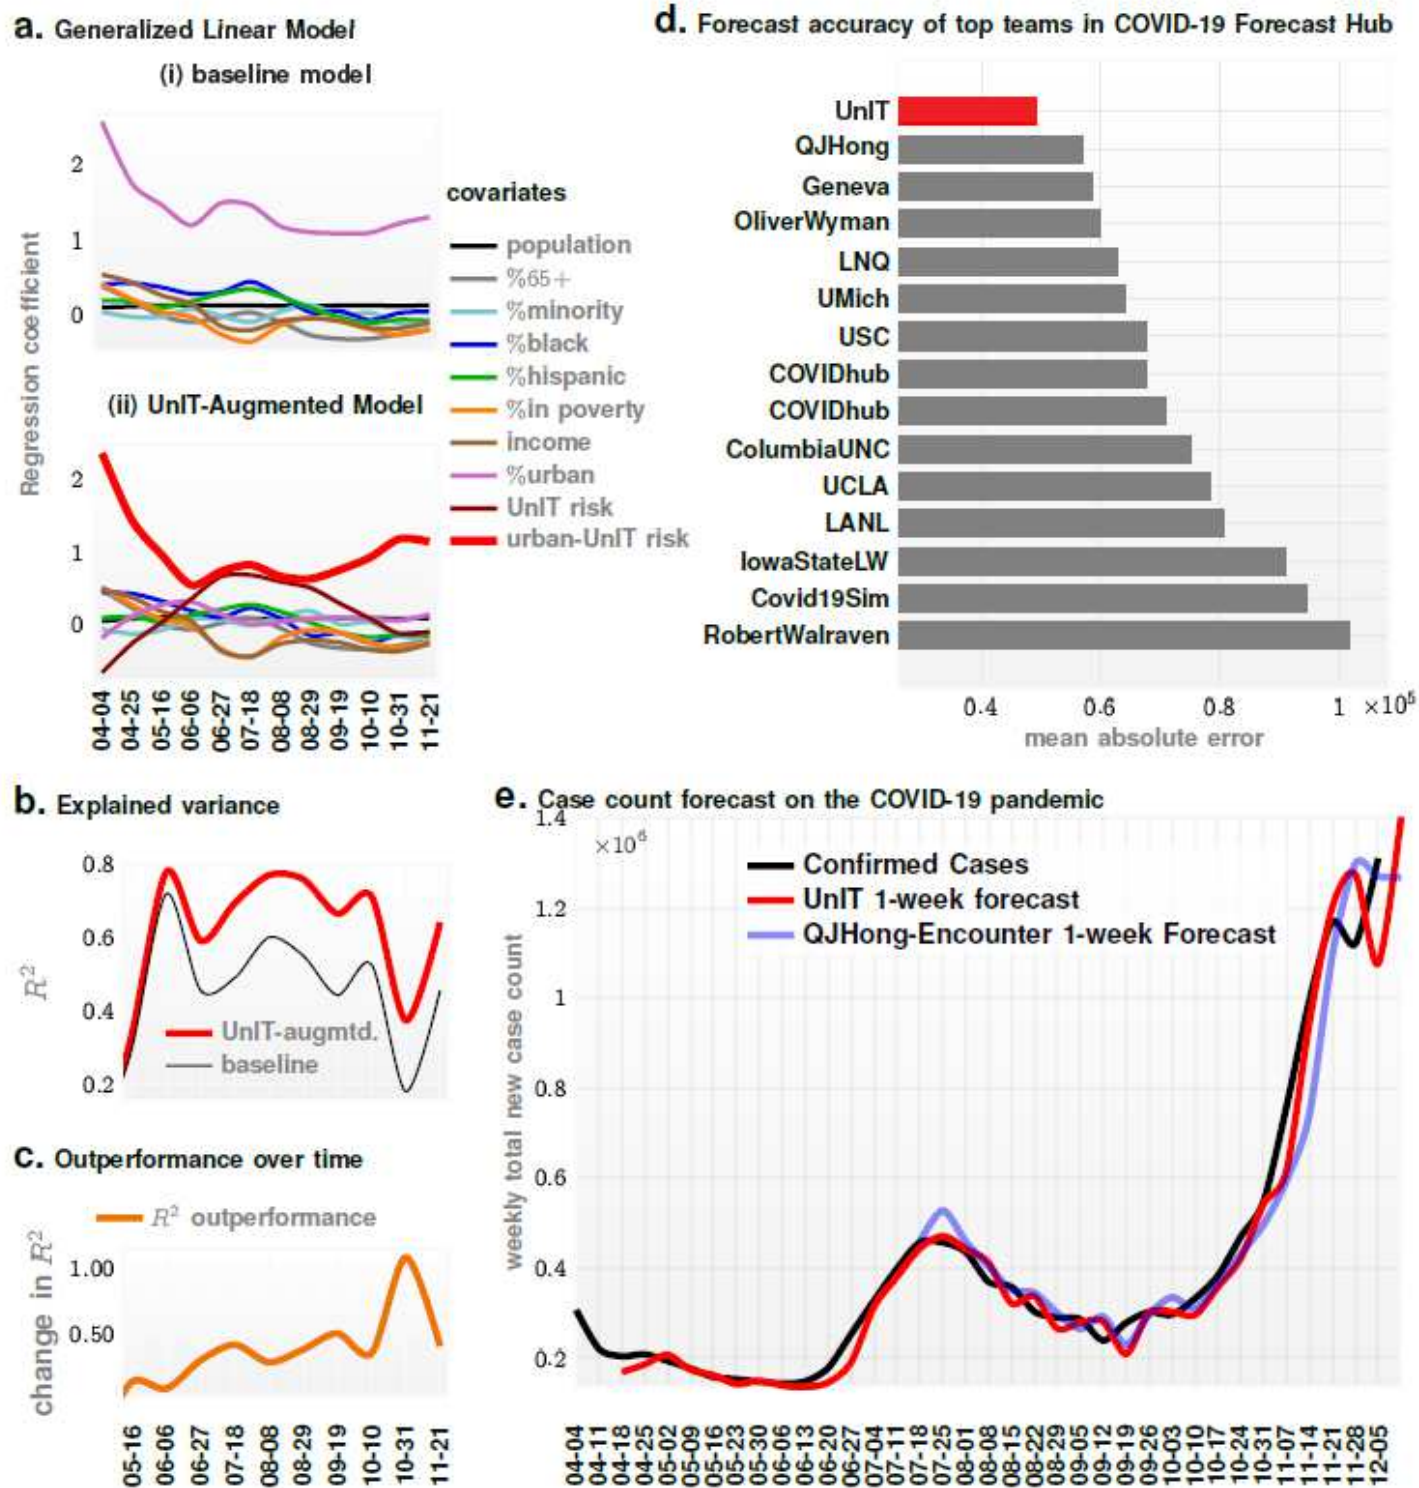 a. Generalized Linear Model
(i) baseline model
2
1
0
Regression coefficient
covariates
population
%65+
%minority
%black
%hispanic
%in poverty
income
%urban
UnIT risk
urban-UnIT risk
(ii) UnIT-Augmented Model
2
1
0
04-04
04-25
05-16
06-06
06-27
07-18
08-08
08-29
09-19
10-10
10-31
11-21
d. Forecast accuracy of top teams in COVID-19 Forecast Hub
UnIT
QJHong
Geneva
OliverWyman
LNQ
UMich
USC
COVIDhub
COVIDhub
ColumbiaUNC
UCLA
LANL
IowaStateLW
Covid19Sim
RobertWalraven
0.4 0.6 0.8 1 ×10⁵
mean absolute error
b. Explained variance
0.8
0.6
0.4
0.2
R²
UnIT-augmtd.
baseline
c. Outperformance over time
R² outperformance
1.00
0.50
change in R²
05-16
06-06
06-27
07-18
08-08
08-29
09-19
10-10
10-31
11-21
e. Case count forecast on the COVID-19 pandemic
1.4
×10⁶
1.2
1
0.8
0.6
0.4
0.2
weekly total new case count
Confirmed Cases
UnIT 1-week forecast
QJHong-Encounter 1-week Forecast
04-04
04-11
04-18
04-25
05-02
05-09
05-16
05-23
05-30
06-06
06-13
06-20
06-27
07-04
07-11
07-18
07-25
08-01
08-08
08-15
08-22
08-29
09-05
09-12
09-19
09-26
10-03
10-10
10-17
10-24
10-31
11-07
11-14
11-21
11-28
12-05